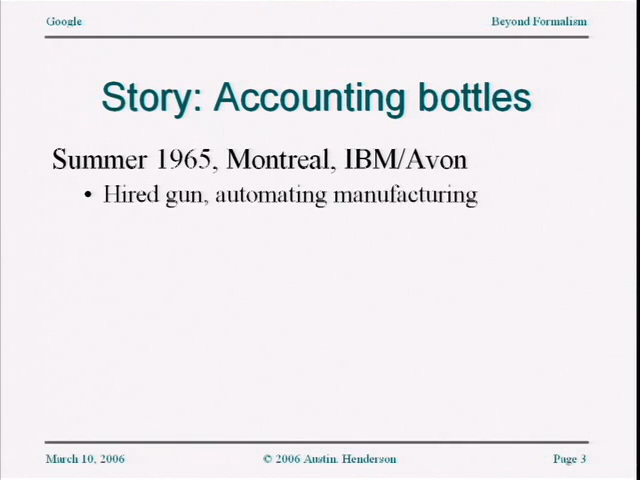 Google Beyond Formalism
Story: Accounting bottles
Summer 1965, Montreal, IBM/Avon
• Hired gun, automating manufacturing
March 10, 2006 © 2006 Austin. Henderson Page 3